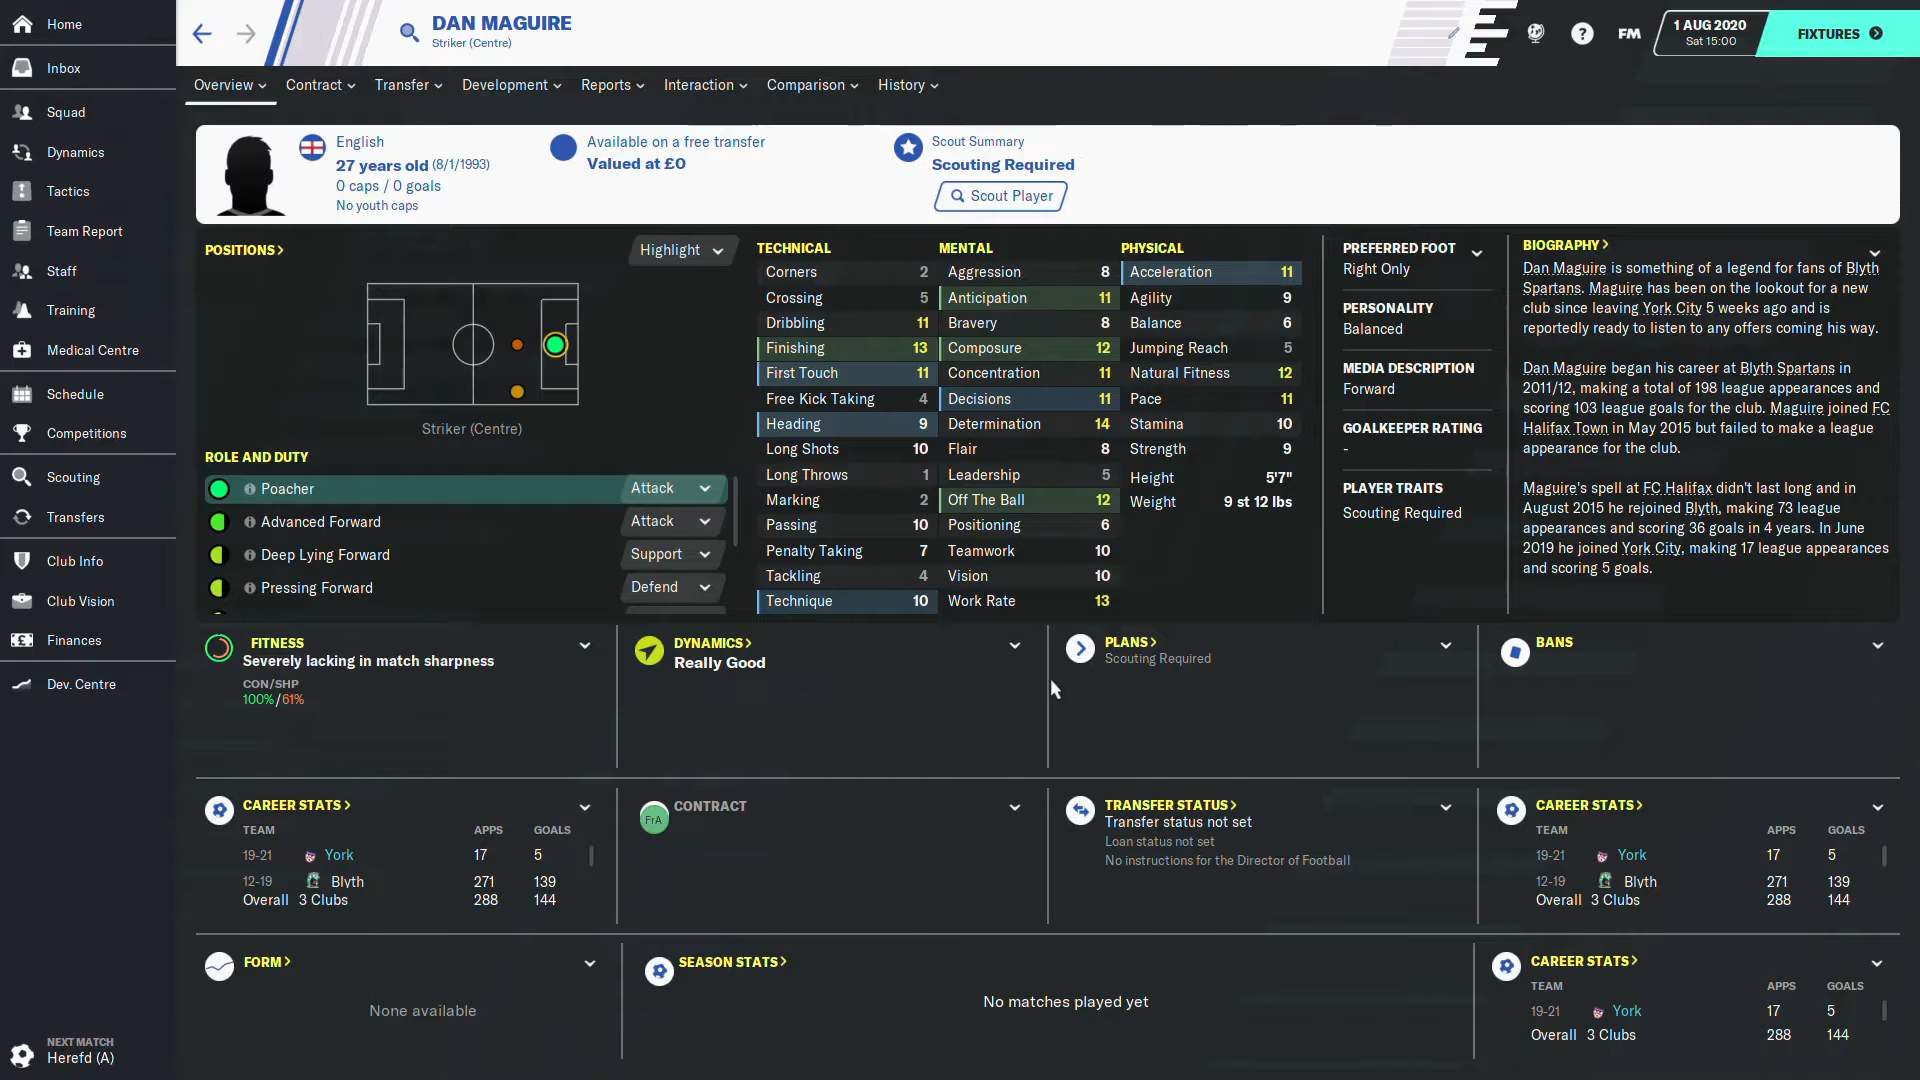 Home
Inbox
Squad
Dynamics
Tactics
Team Report
Staff
Training
Medical Centre
Schedule
Competitions
Scouting
Transfers
Club Info
Club Vision
Finances
Dev. Centre
NEXT MATCH
Herefd (A)
DAN MAGUIRE
Striker (Centre)
FM
1 AUG 2020
Sat 15:00
FIXTURES
Overview
Contract
Transfer
Development
Reports
Interaction
Comparison
History
English
27 years old (8/1/1993)
0 caps / 0 goals
No youth caps
Available on a free transfer
Valued at £0
Scout Summary
Scouting Required
Scout Player
POSITIONS
Highlight
Striker (Centre)
ROLE AND DUTY
Poacher Attack
Advanced Forward Attack
Deep Lying Forward Support
Pressing Forward Defend
TECHNICAL
Corners 2
Crossing 5
Dribbling 11
Finishing 13
First Touch 11
Free Kick Taking 4
Heading 9
Long Shots 10
Long Throws 1
Marking 2
Passing 10
Penalty Taking 7
Tackling 4
Technique 10
MENTAL
Aggression 8
Anticipation 11
Bravery 8
Composure 12
Concentration 11
Decisions 11
Determination 14
Flair 8
Leadership 5
Off The Ball 12
Positioning 6
Teamwork 10
Vision 10
Work Rate 13
PHYSICAL
Acceleration 11
Agility 9
Balance 6
Jumping Reach 5
Natural Fitness 12
Pace 11
Stamina 10
Strength 9
Height 5'7"
Weight 9 st 12 lbs
PREFERRED FOOT
Right Only
PERSONALITY
Balanced
MEDIA DESCRIPTION
Forward
GOALKEEPER RATING
-
PLAYER TRAITS
Scouting Required
BIOGRAPHY
Dan Maguire is something of a legend for fans of Blyth
Spartans. Maguire has been on the lookout for a new
club since leaving York City 5 weeks ago and is
reportedly ready to listen to any offers coming his way.
Dan Maguire began his career at Blyth Spartans in
2011/12, making a total of 198 league appearances and
scoring 103 league goals for the club. Maguire joined FC
Halifax Town in May 2015 but failed to make a league
appearance for the club.
Maguire's spell at FC Halifax didn't last long and in
August 2015 he rejoined Blyth, making 73 league
appearances and scoring 36 goals in 4 years. In June
2019 he joined York City, making 17 league appearances
and scoring 5 goals.
FITNESS
Severely lacking in match sharpness
CON/SHP
100%/61%
DYNAMICS
Really Good
PLANS
Scouting Required
BANS
CAREER STATS
TEAM APPS GOALS
19-21 York 17 5
12-19 Blyth 271 139
Overall 3 Clubs 288 144
FrA
CONTRACT
TRANSFER STATUS
Transfer status not set
Loan status not set
No instructions for the Director of Football
CAREER STATS
TEAM APPS GOALS
19-21 York 17 5
12-19 Blyth 271 139
Overall 3 Clubs 288 144
FORM
None available
SEASON STATS
No matches played yet
CAREER STATS
TEAM APPS GOALS
19-21 York 17 5
Overall 3 Clubs 288 144